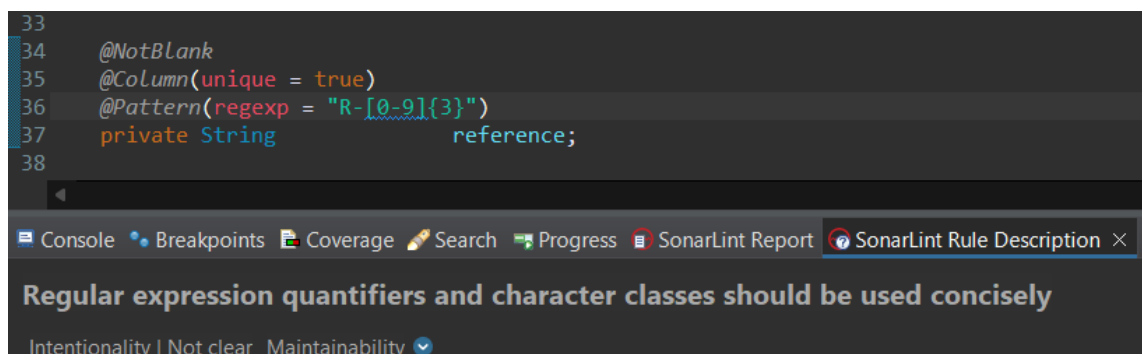 33
34 @NotBlank
35 @Column(unique = true)
36 @Pattern(regexp = "R-[0-9]{3}")
37 private String reference;
38
Console Breakpoints Coverage Search Progress SonarLint Report SonarLint Rule Description ×
Regular expression quantifiers and character classes should be used concisely
Intentionality | Not clear Maintainability